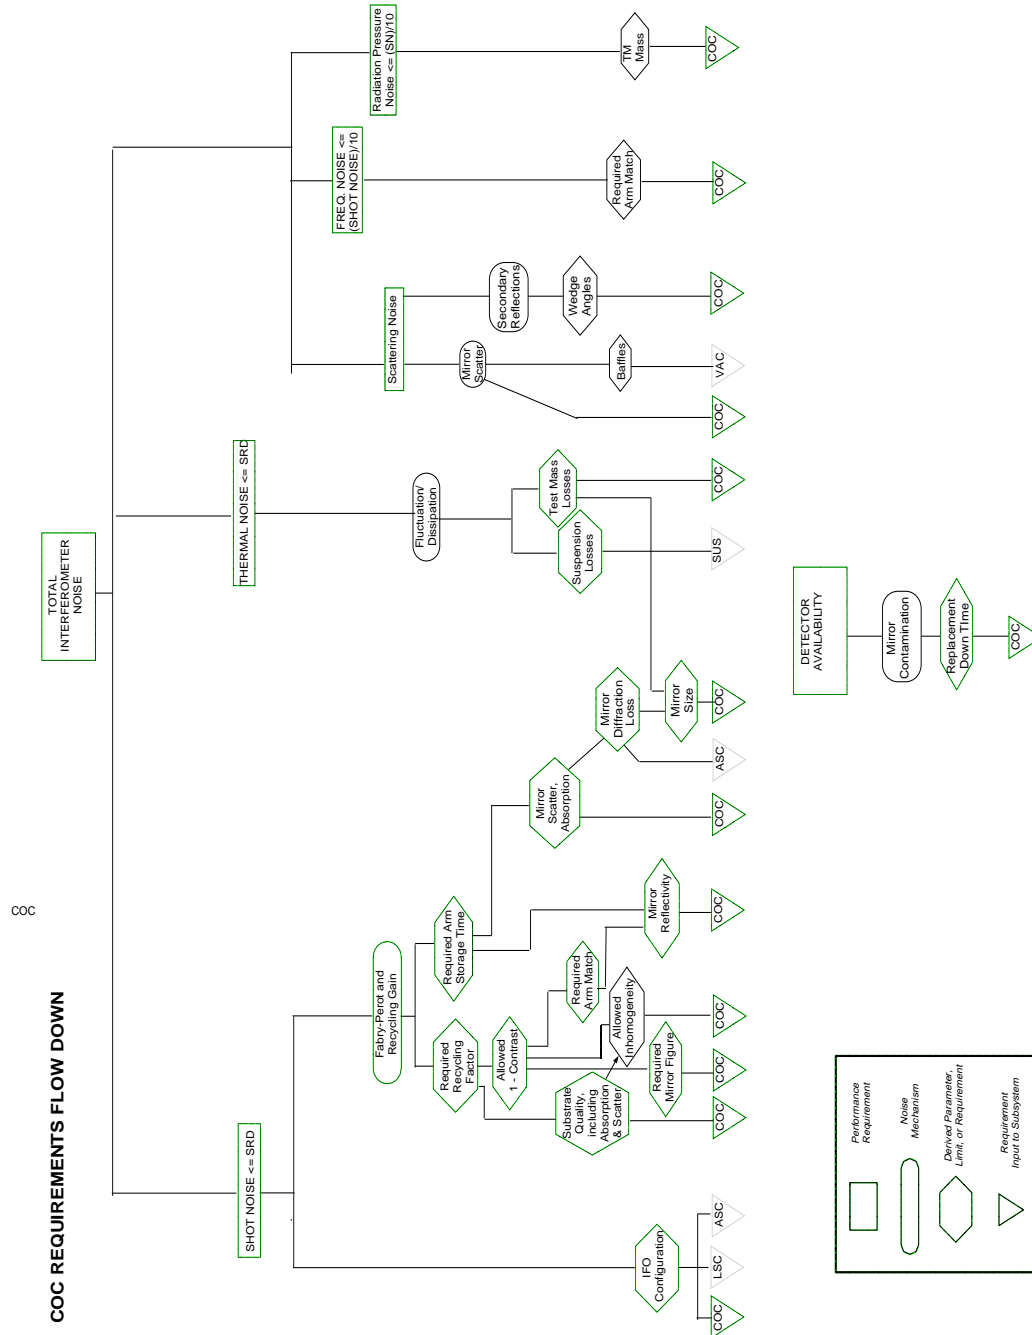 COC
COC REQUIREMENTS FLOW DOWN
TOTAL
INTERFEROMETER
NOISE
SHOT NOISE <= SRD
THERMAL NOISE <= SRD
Scattering Noise
FREQ. NOISE <=
(SHOT NOISE)/10
Radiation Pressure
Noise <= (SN)/10
Fabry-Perot and
Recycling Gain
Fluctuation/
Dissipation
Mirror
Scatter
Secondary
Reflections
Required
Recycling
Factor
Required Arm
Storage Time
Allowed
1 - Contrast
Mirror
Scatter,
Absorption
Suspension
Losses
Test Mass
Losses
Wedge
Angles
Substrate
Quality,
including
Absorption
& Scatter
Required
Arm Match
Allowed
Inhomogeneity
Mirror
Diffraction
Loss
Baffles
Required
Arm Match
TM
Mass
IFO
Configuration
Required
Mirror Figure
Mirror
Reflectivity
Mirror
Size
COC
LSC
ASC
COC
COC
COC
COC
COC
ASC
COC
SUS
COC
COC
VAC
COC
COC
COC
DETECTOR
AVAILABILITY
Mirror
Contamination
Replacement
Down TIme
COC
Performance
Requirement
Noise
Mechanism
Derived Parameter,
Limit, or Requirement
Requirement
Input to Subsystem